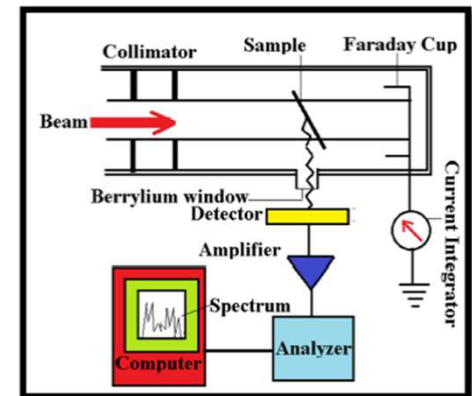 Collimator
Sample
Faraday Cup
Beam
Berrylium window
Detector
Current Integrator
Amplifier
Spectrum
Computer
Analyzer